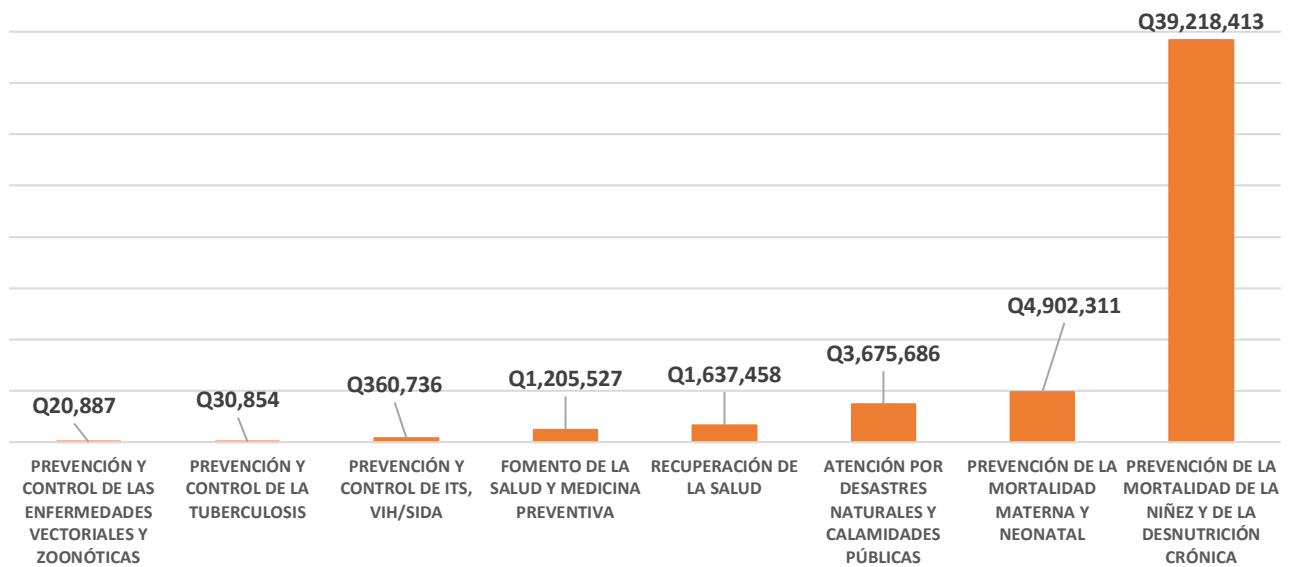 Q39,218,413
Q4,902,311
Q3,675,686
Q1,637,458
Q1,205,527
Q360,736
Q30,854
Q20,887
PREVENCIÓN Y
CONTROL DE LAS
ENFERMEDADES
VECTORIALES Y
ZOONÓTICAS
PREVENCIÓN Y
CONTROL DE LA
TUBERCULOSIS
PREVENCIÓN Y
CONTROL DE ITS,
VIH/SIDA
FOMENTO DE LA
SALUD Y MEDICINA
PREVENTIVA
RECUPERACIÓN DE
LA SALUD
ATENCIÓN POR
DESASTRES
NATURALES Y
CALAMIDADES
PÚBLICAS
PREVENCIÓN DE LA
MORTALIDAD
MATERNA Y
NEONATAL
PREVENCIÓN DE LA
MORTALIDAD DE LA
NIÑEZ Y DE LA
DESNUTRICIÓN
CRÓNICA